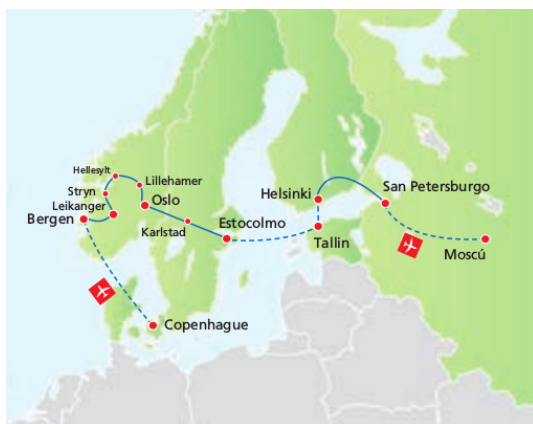 Hellesylt
Lillehamer
Stryn
Oslo
Leikanger
Bergen
Karlstad
Estocolmo
Helsinki
San Petersburgo
Tallin
Moscú
Copenhague